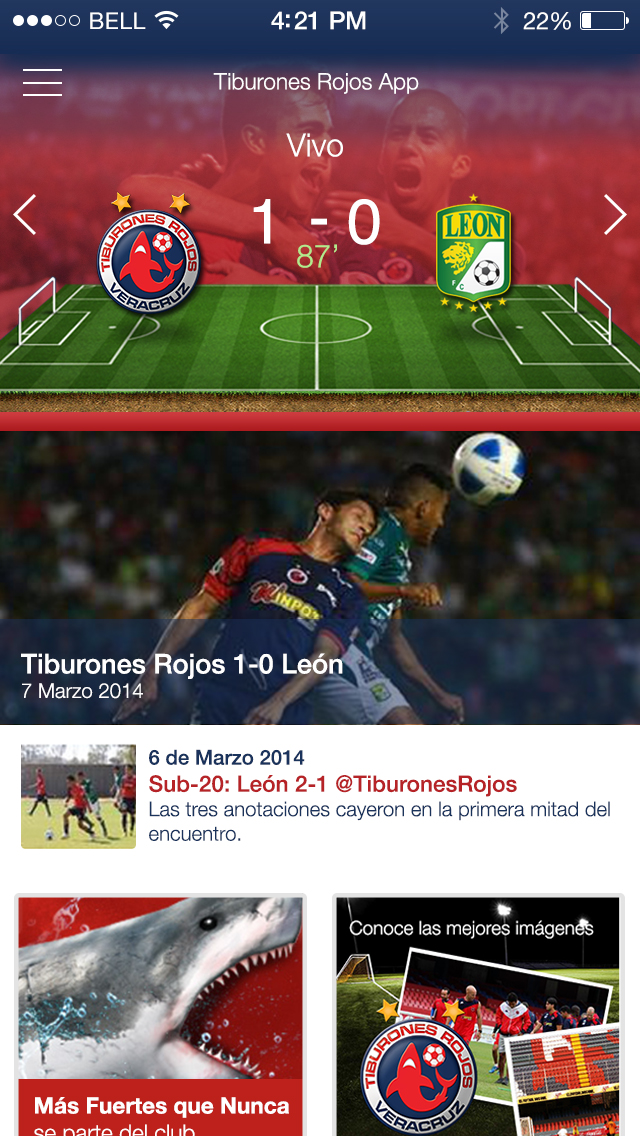 BELL 4:21 PM 22%
Tiburones Rojos App
Vivo
1 - 0
87’
TIBURONES ROJOS
VERACRUZ
LEON
FC
Tiburones Rojos 1-0 León
7 Marzo 2014
6 de Marzo 2014
Sub-20: León 2-1 @TiburonesRojos
Las tres anotaciones cayeron en la primera mitad del
encuentro.
Más Fuertes que Nunca
se parte del club
Conoce las mejores imágenes
TIBURONES ROJOS
VERACRUZ